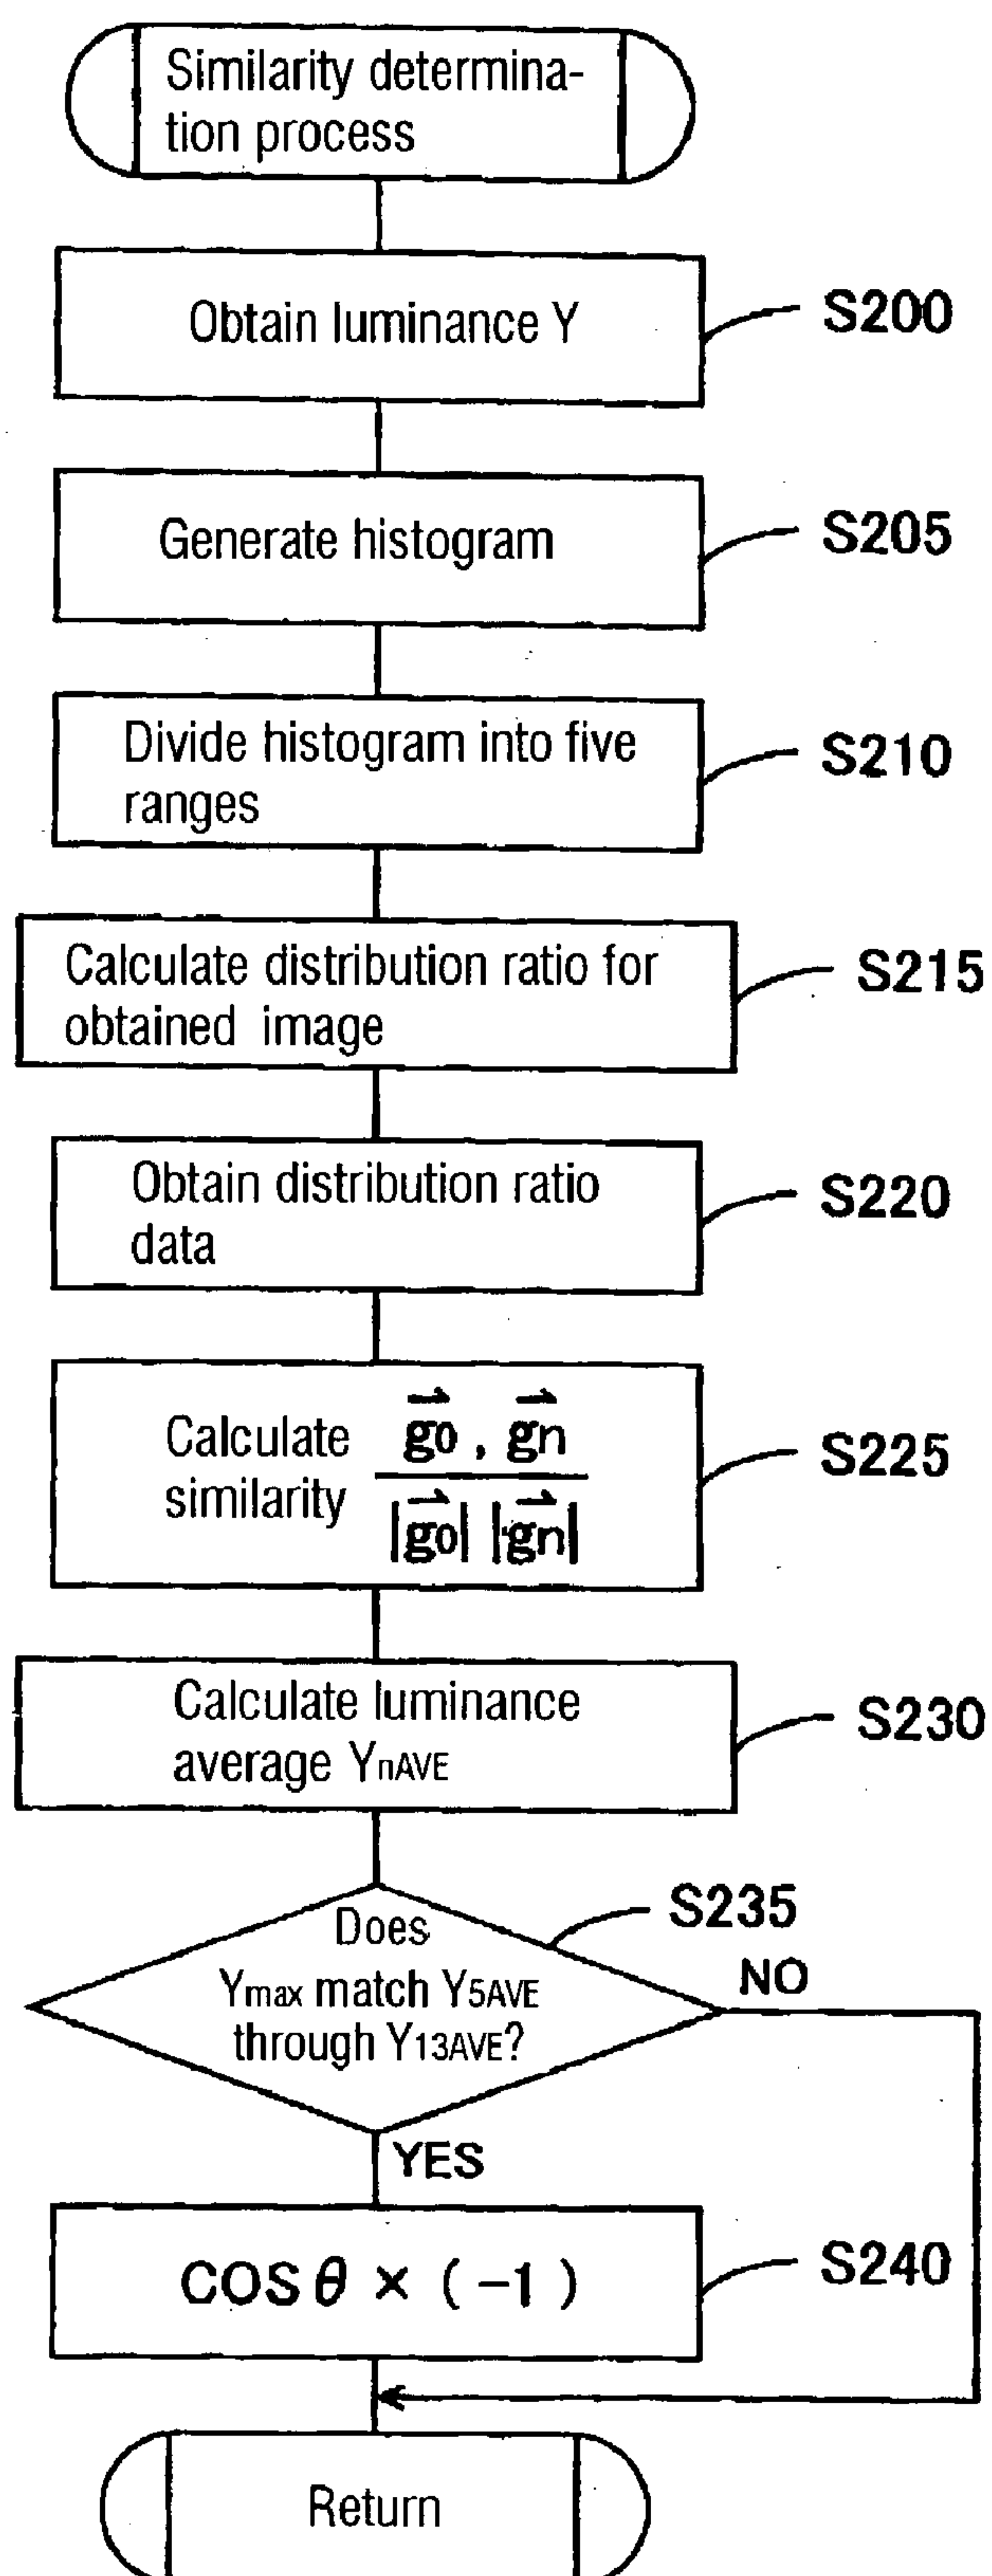 Similarity determina-
tion process
Obtain luminance Y
S200
Generate histogram
S205
Divide histogram into five
ranges
S210
Calculate distribution ratio for
obtained image
S215
Obtain distribution ratio
data
S220
Calculate
similarity
g0 , gn
|g0| |gn|
S225
Calculate luminance
average YnAVE
S230
Does
Ymax match Y5AVE
through Y13AVE?
S235
NO
YES
COS θ × (-1)
S240
Return